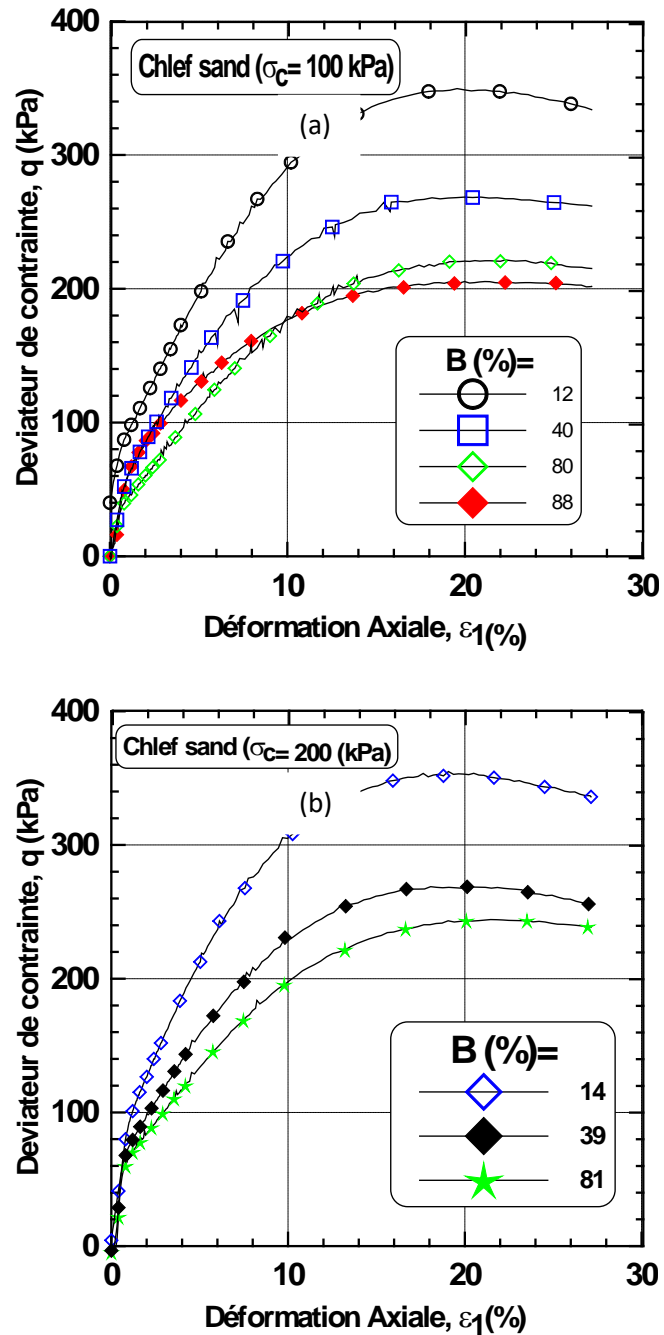 400
Chlef sand (σc= 100 kPa)
(a)
300
200
100
0
Deviateur de contrainte, q (kPa)
B (%)=
12
40
80
88
0 10 20 30
Déformation Axiale, ε1(%)
400
Chlef sand (σc= 200 (kPa)
(b)
300
200
100
0
Deviateur de contrainte, q (kPa)
B (%)=
14
39
81
0 10 20 30
Déformation Axiale, ε1(%)